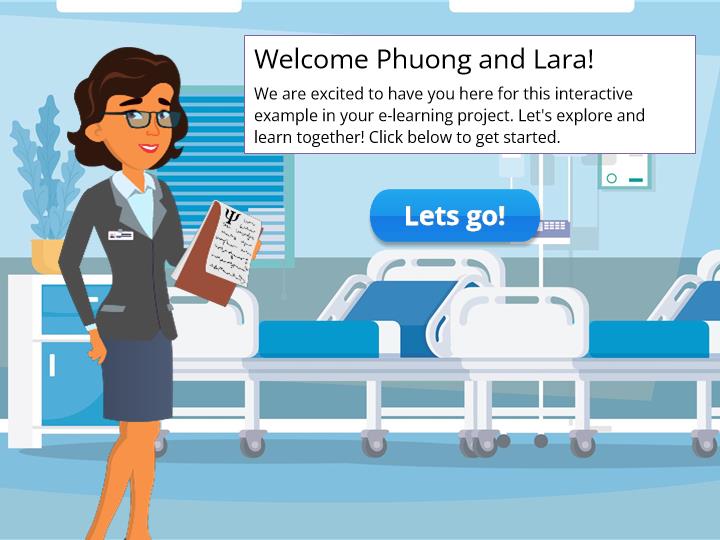 Welcome Phuong and Lara!
We are excited to have you here for this interactive
example in your e-learning project. Let's explore and
learn together! Click below to get started.
Lets go!
Ψ